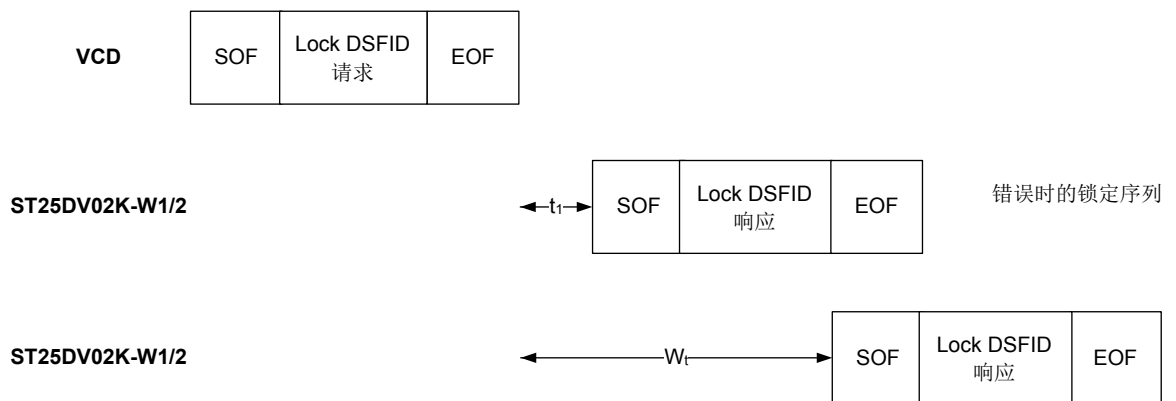 VCD
SOF
Lock DSFID
请求
EOF
ST25DV02K-W1/2
t1
SOF
Lock DSFID
响应
EOF
错误时的锁定序列
ST25DV02K-W1/2
Wt
SOF
Lock DSFID
响应
EOF